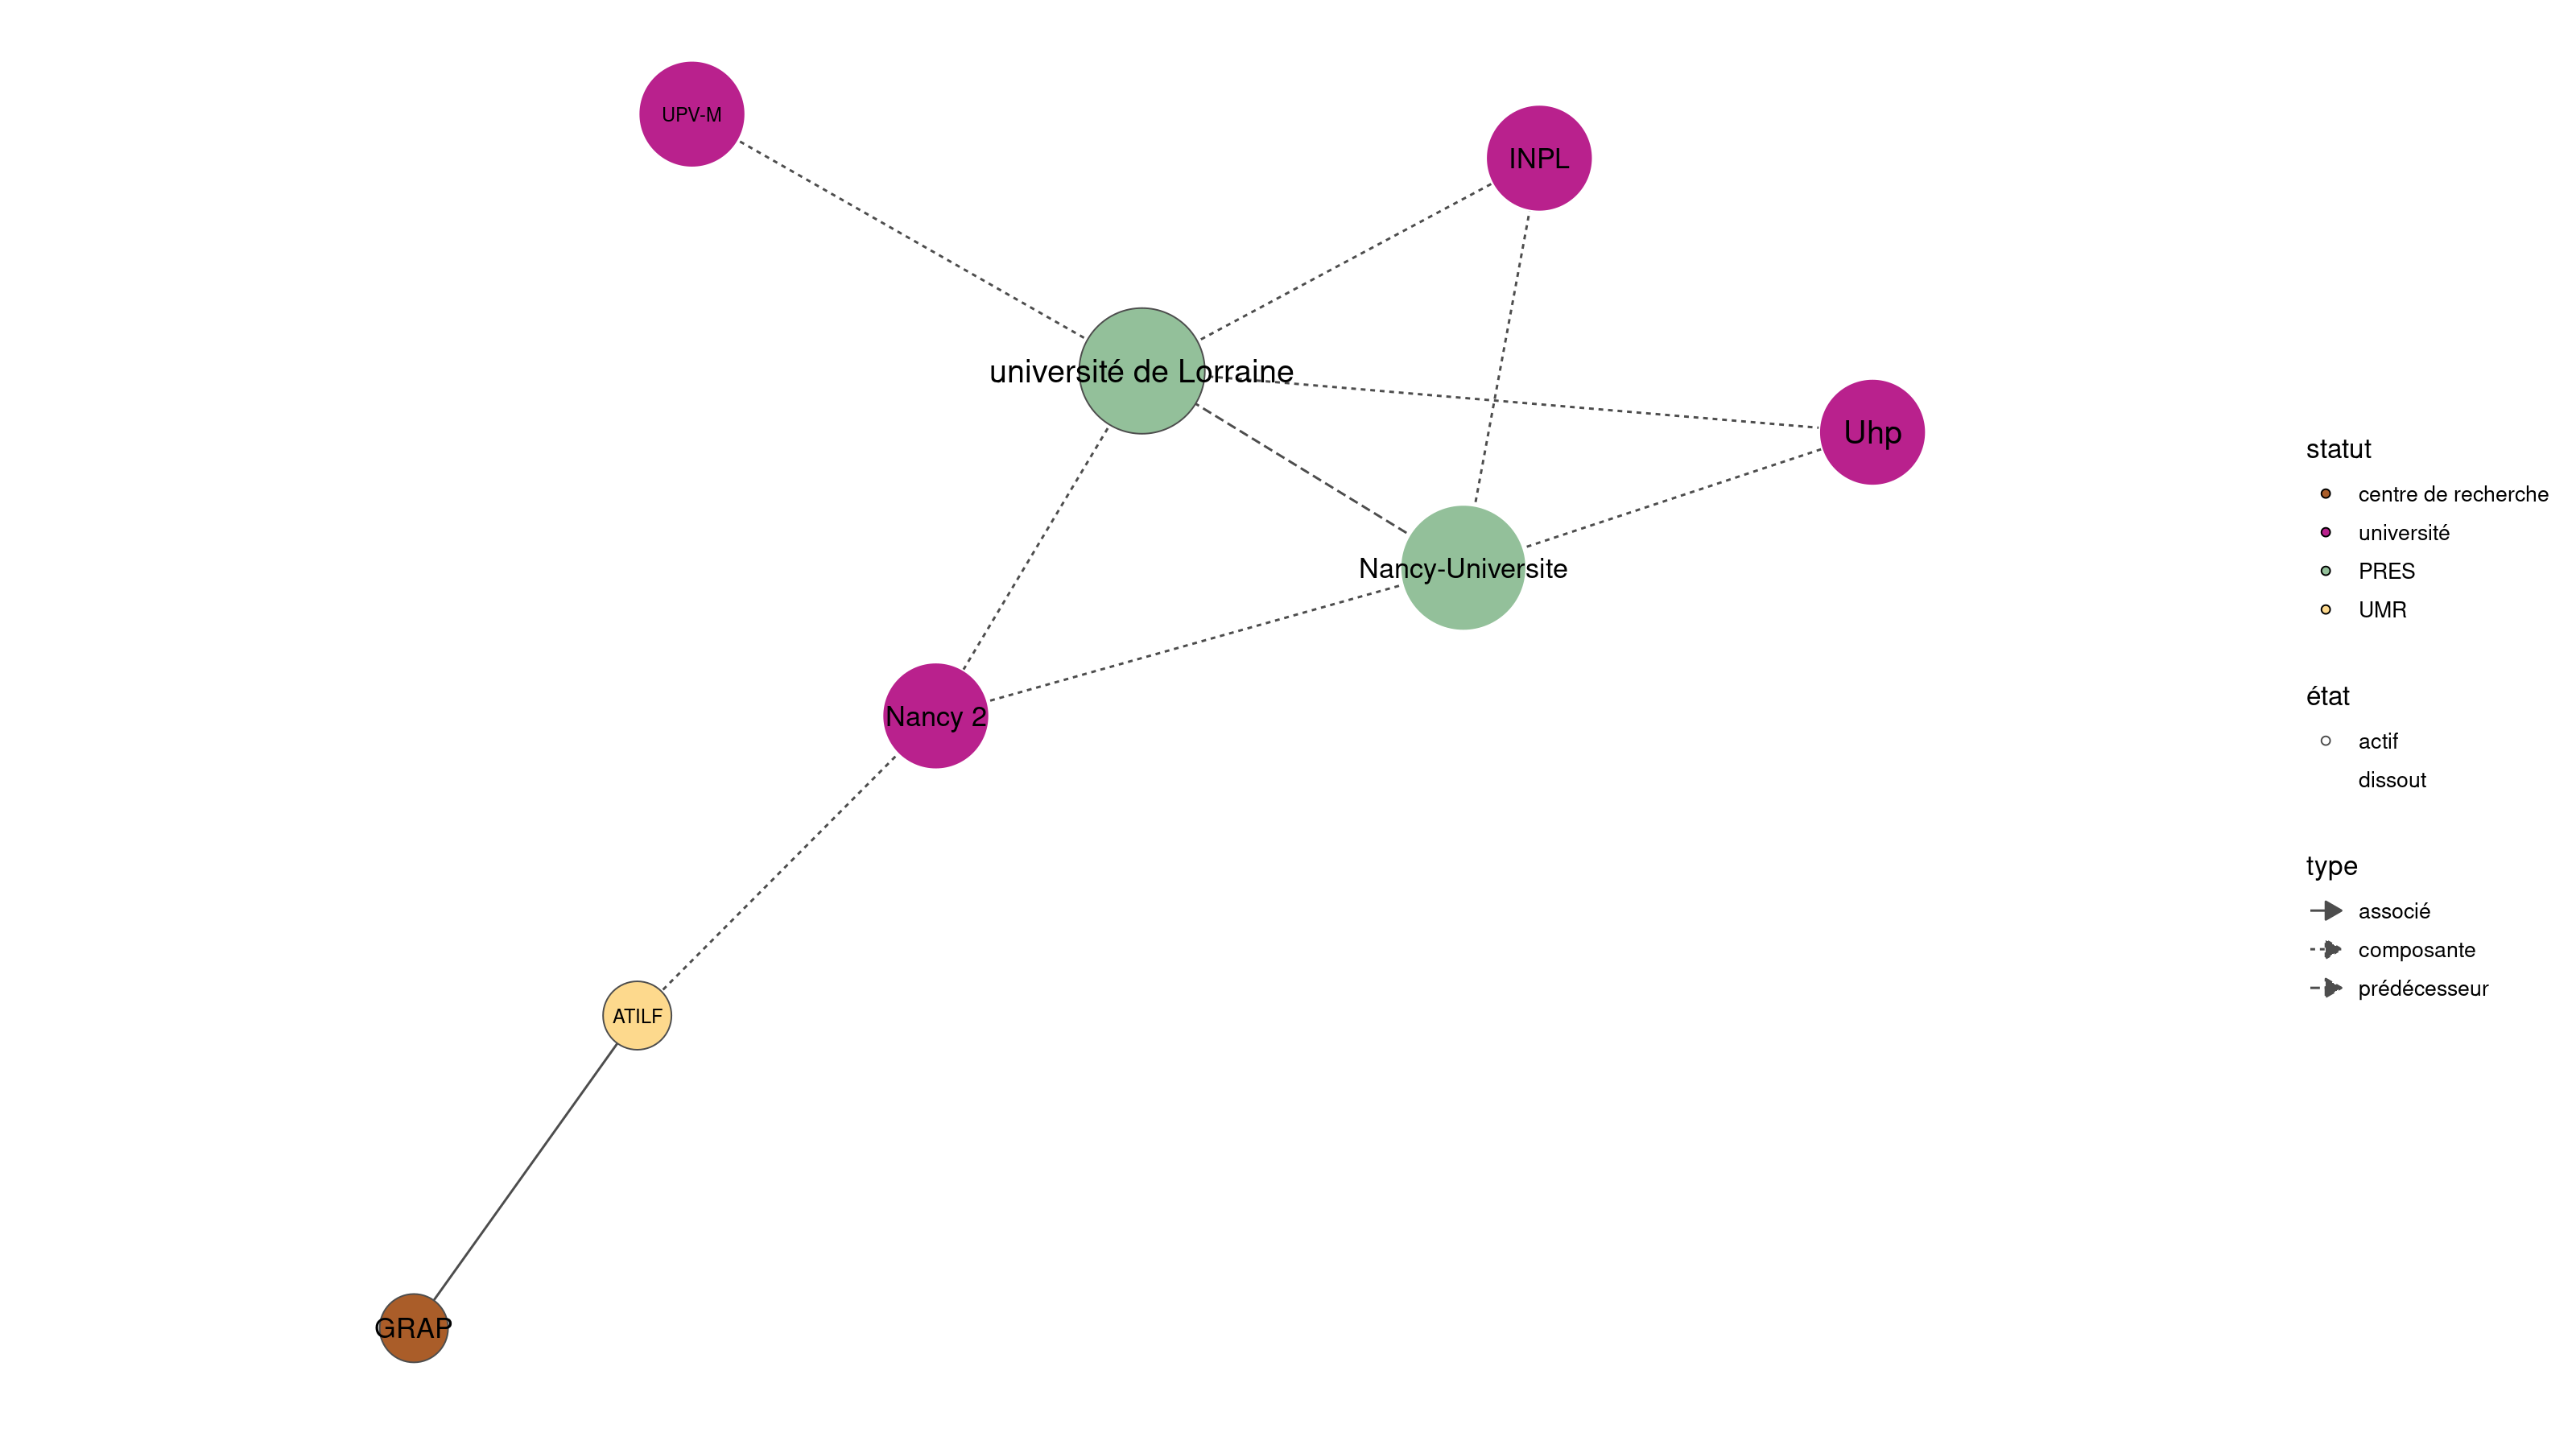 UPV-M
INPL
université de Lorraine
Uhp
Nancy-Universite
Nancy 2
ATILF
GRAP
statut
centre de recherche
université
PRES
UMR
état
actif
dissout
type
associé
composante
prédécesseur